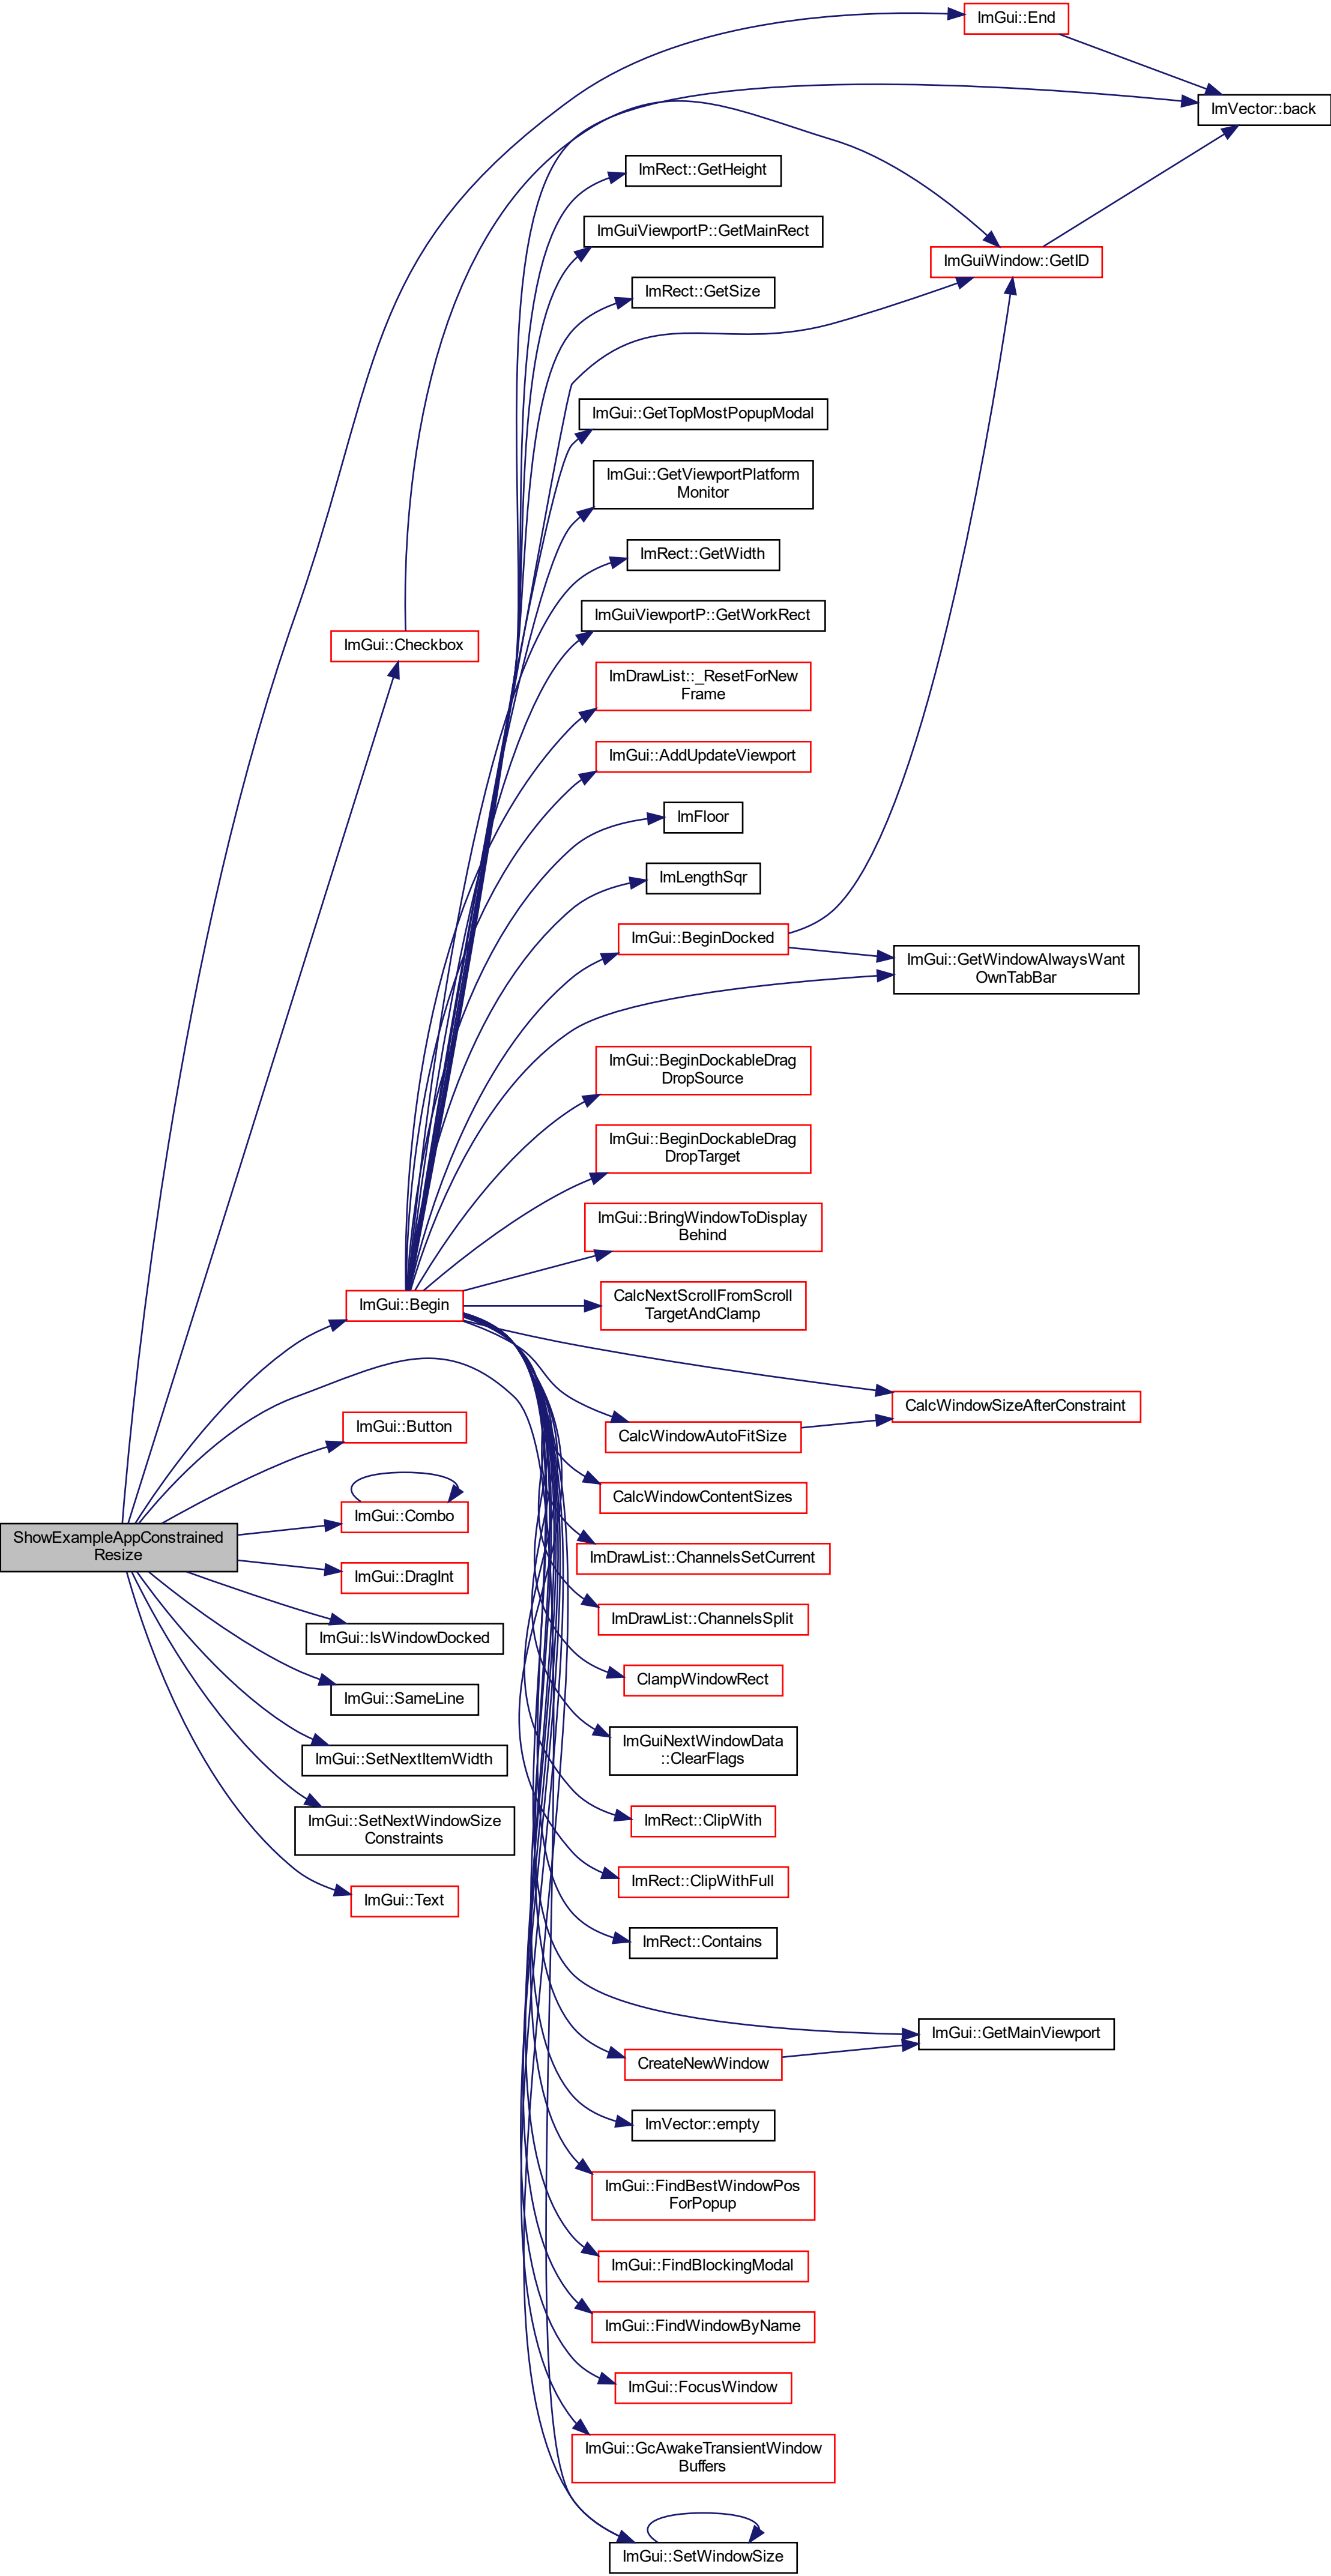 ImGui::End
ImVector::back
ImRect::GetHeight
ImGuiViewportP::GetMainRect
ImGuiWindow::GetID
ImRect::GetSize
ImGui::GetTopMostPopupModal
ImGui::GetViewportPlatform
Monitor
ImRect::GetWidth
ImGuiViewportP::GetWorkRect
ImGui::Checkbox
ImDrawList::_ResetForNew
Frame
ImGui::AddUpdateViewport
ImFloor
ImLengthSqr
ImGui::BeginDocked
ImGui::GetWindowAlwaysWant
OwnTabBar
ImGui::BeginDockableDrag
DropSource
ImGui::BeginDockableDrag
DropTarget
ImGui::BringWindowToDisplay
Behind
ImGui::Begin
CalcNextScrollFromScroll
TargetAndClamp
CalcWindowSizeAfterConstraint
ImGui::Button
CalcWindowAutoFitSize
CalcWindowContentSizes
ImGui::Combo
ShowExampleAppConstrained
Resize
ImDrawList::ChannelsSetCurrent
ImGui::DragInt
ImDrawList::ChannelsSplit
ImGui::IsWindowDocked
ClampWindowRect
ImGui::SameLine
ImGuiNextWindowData
::ClearFlags
ImGui::SetNextItemWidth
ImGui::SetNextWindowSize
Constraints
ImRect::ClipWith
ImRect::ClipWithFull
ImGui::Text
ImRect::Contains
ImGui::GetMainViewport
CreateNewWindow
ImVector::empty
ImGui::FindBestWindowPos
ForPopup
ImGui::FindBlockingModal
ImGui::FindWindowByName
ImGui::FocusWindow
ImGui::GcAwakeTransientWindow
Buffers
ImGui::SetWindowSize